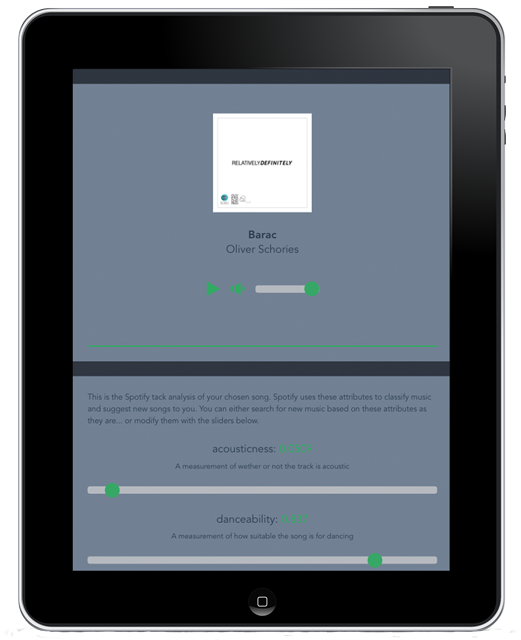 RELATIVELYDEFINITELY
Barac
Oliver Schories
This is the Spotify tack analysis of your chosen song. Spotify uses these attributes to classify music
and suggest new songs to you. You can either search for new music based on these attributes as
they are... or modify them with the sliders below.
acousticness:
A measurement of wether or not the track is acoustic
danceability:
A measurement of how suitable the song is for dancing